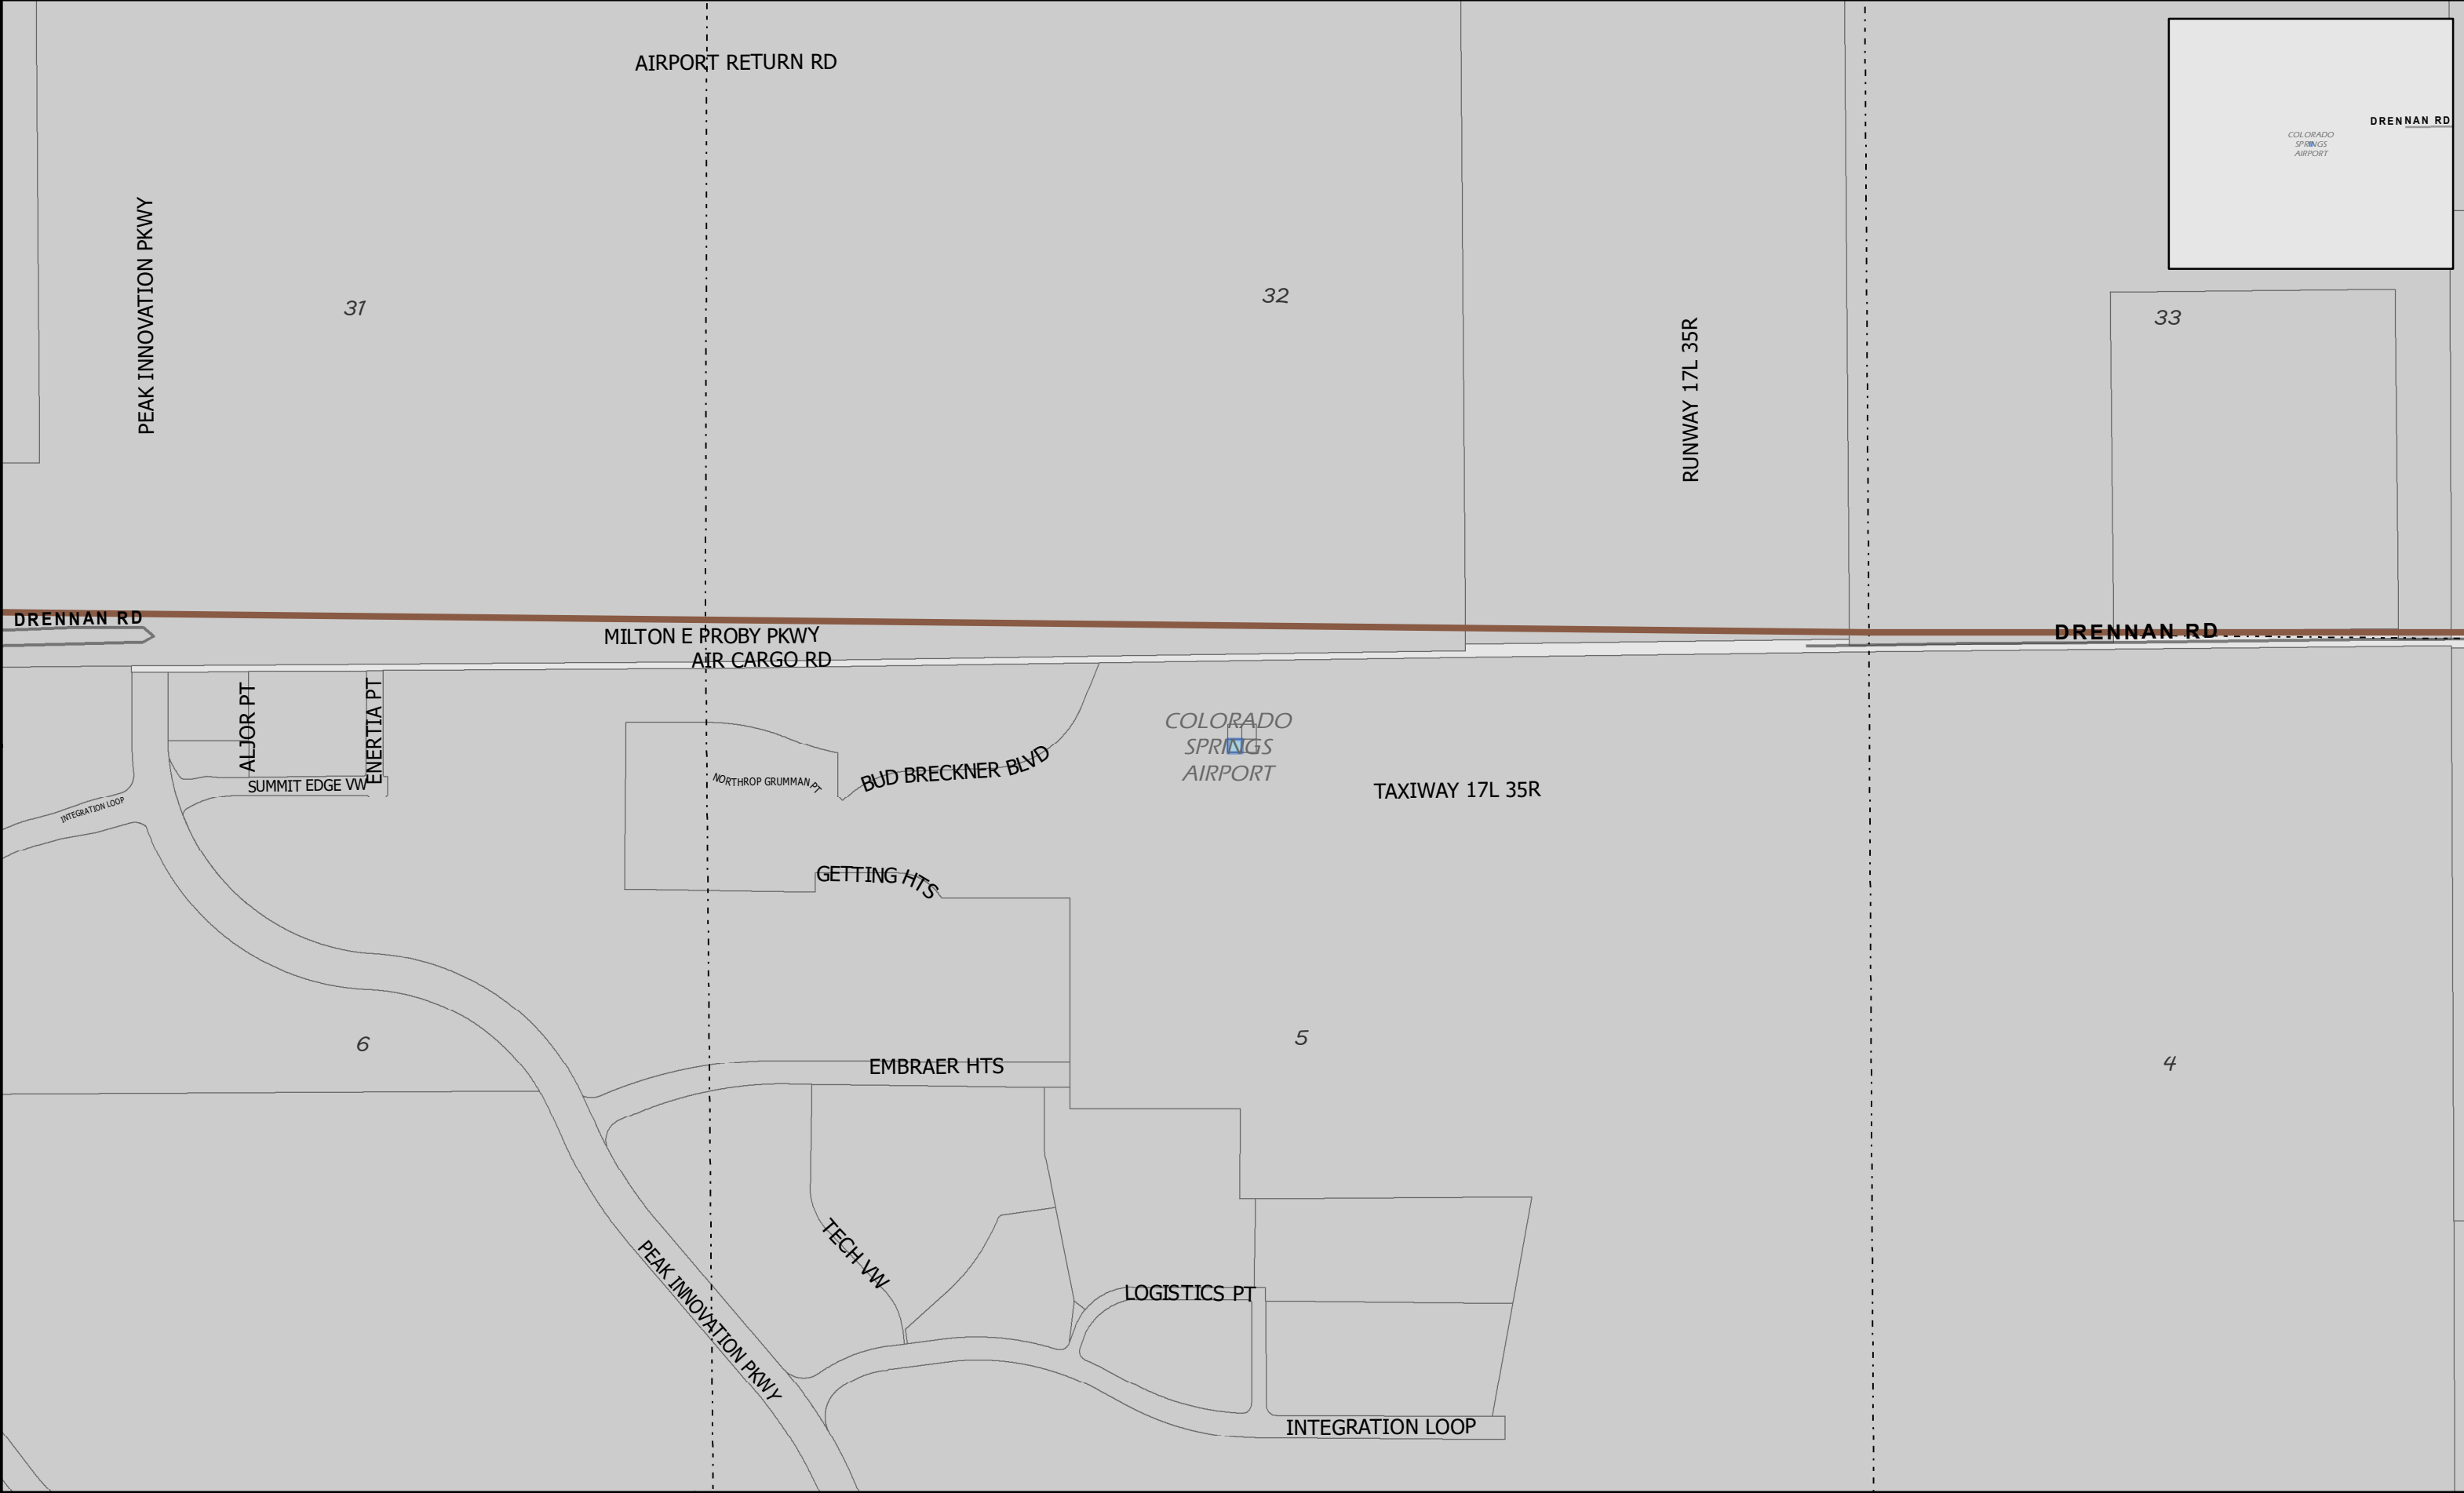 AIRPORT RETURN RD
DRENNAN RD
COLORADO
SPRINGS
AIRPORT
PEAK INNOVATION PKWY
31
32
33
RUNWAY 17L 35R
DRENNAN RD
MILTON E PROBY PKWY
DRENNAN RD
AIR CARGO RD
ALJOR PT
ENERTIA PT
SUMMIT EDGE VW
INTEGRATION LOOP
NORTHROP GRUMMAN PT
BUD BRECKNER BLVD
COLORADO
SPRINGS
AIRPORT
TAXIWAY 17L 35R
GETTING HTS
6
5
4
EMBRAER HTS
TECH VW
PEAK INNOVATION PKWY
LOGISTICS PT
INTEGRATION LOOP